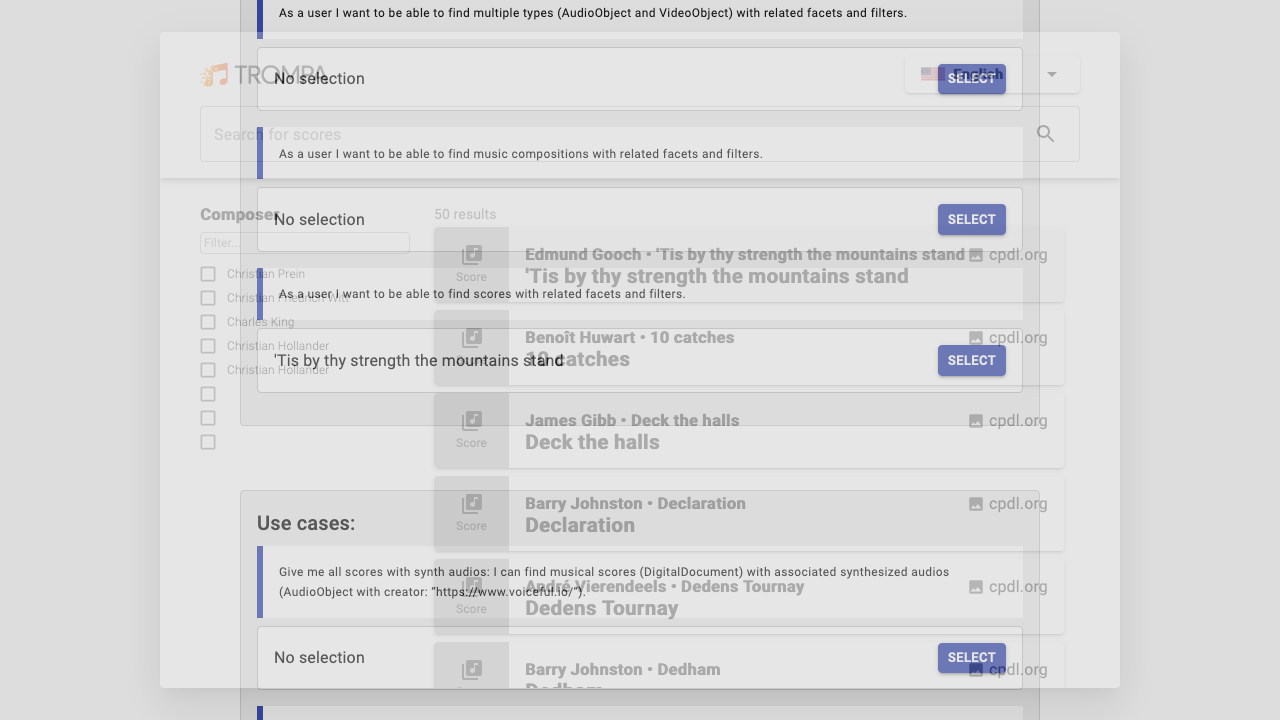 As a user I want to be able to find multiple types (AudioObject and VideoObject) with related facets and filters.
No selection
SELECT
TROMPA
English
Search for scores
As a user I want to be able to find music compositions with related facets and filters.
No selection
SELECT
Composer
Filter...
Christian Prein
Christian Friedrich Witt
Charles King
Christian Hollander
Christian Hollander
50 results
Score
Edmund Gooch • 'Tis by thy strength the mountains stand
cpdl.org
'Tis by thy strength the mountains stand
As a user I want to be able to find scores with related facets and filters.
Benoît Huwart • 10 catches
cpdl.org
10 catches
'Tis by thy strength the mountains stand
SELECT
Score
James Gibb • Deck the halls
cpdl.org
Deck the halls
Score
Barry Johnston • Declaration
cpdl.org
Declaration
Use cases:
Give me all scores with synth audios: I can find musical scores (DigitalDocument) with associated synthesized audios
(AudioObject with creator: "https://www.voiceful.io/").
Score
André Vierendeels • Dedens Tournay
cpdl.org
Dedens Tournay
No selection
SELECT
Barry Johnston • Dedham
cpdl.org
Dedham